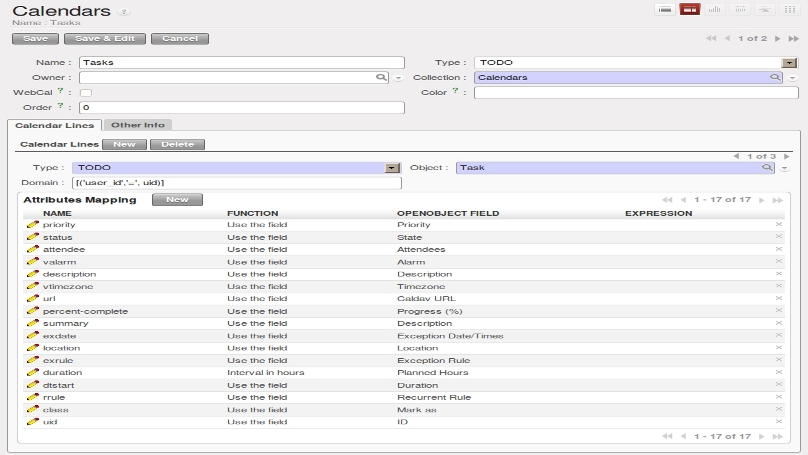 Calendars ?
Name : Tasks
Save Save & Edit Cancel 1 of 2
Name : Tasks Type : TODO
Owner : Collection : Calendars
WebCal ? : Color ? :
Order ? : 0
Calendar Lines Other Info
Calendar Lines New Delete
1 of 3
Type : TODO Object : Task
Domain : [('user_id','=', uid)]
Attributes Mapping New 1 - 17 of 17
NAME FUNCTION OPENOBJECT FIELD EXPRESSION
priority Use the field Priority
status Use the field State
attendee Use the field Attendees
valarm Use the field Alarm
description Use the field Description
vtimezone Use the field Timezone
url Use the field Caldav URL
percent-complete Use the field Progress (%)
summary Use the field Description
exdate Use the field Exception Date/Times
location Use the field Location
exrule Use the field Exception Rule
duration Interval in hours Planned Hours
dtstart Use the field Duration
rrule Use the field Recurrent Rule
class Use the field Mark as
uid Use the field ID
1 - 17 of 17